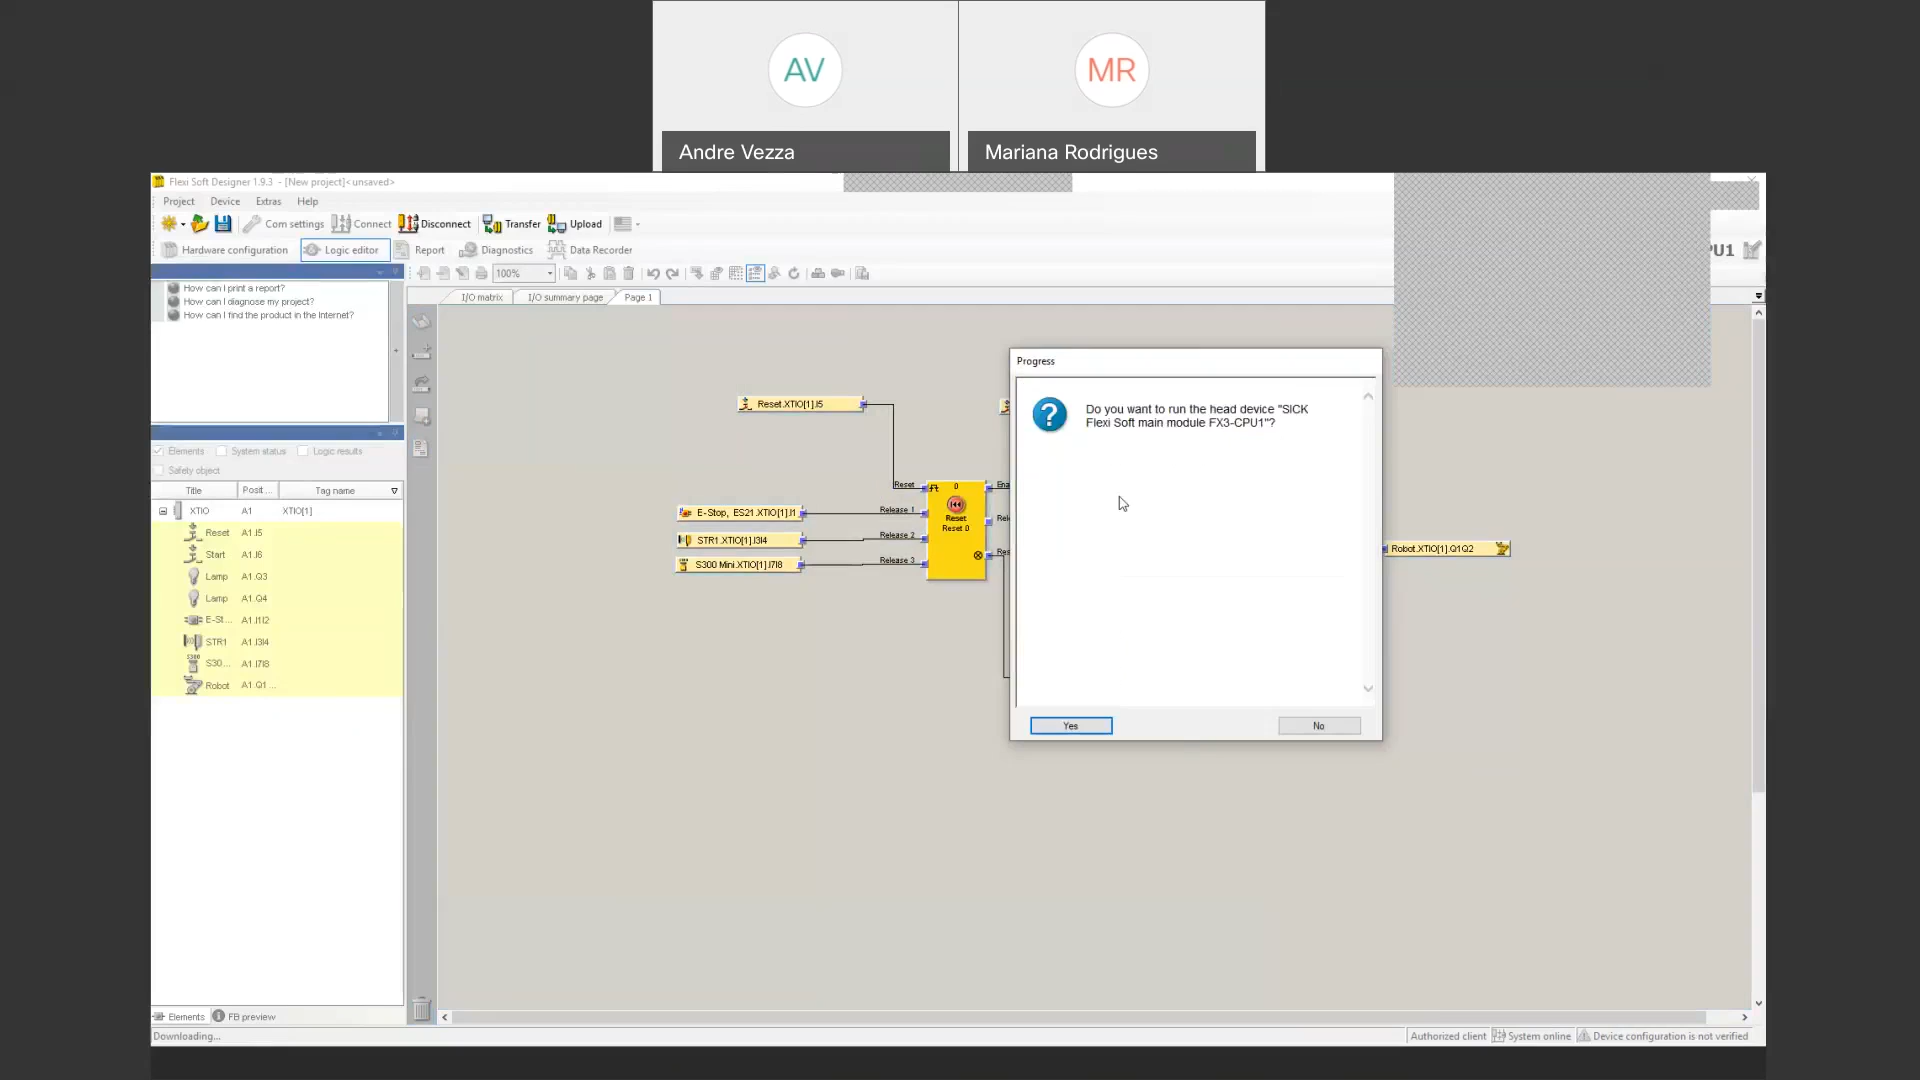 AV
MR
Andre Vezza
Mariana Rodrigues
Flexi Soft Designer 1.9.3 - [New project]<unsaved>
Project Device Extras Help
Com settings Connect Disconnect Transfer Upload
Hardware configuration Logic editor Report Diagnostics Data Recorder
PU1
100%
How can I print a report?
How can I diagnose my project?
How can I find the product in the Internet?
I/O matrix I/O summary page Page 1
Elements System status Logic results
Safety object
Title Posit ... Tag name
XTIO A1 XTIO[1]
Reset A1.I5
Start A1.I6
Lamp A1.Q3
Lamp A1.Q4
E-St... A1.I1I2
STR1 A1.I3I4
S30... A1.I7I8
Robot A1.Q1 ...
Reset.XTIO[1].I5
E-Stop, ES21.XTIO[1].I1
STR1.XTIO[1].I3I4
S300 Mini.XTIO[1].I7I8
Reset
Release 1
Release 2
Release 3
0
Reset
Reset 0
Ena
Rel
Res
Progress
Do you want to run the head device "SICK
Flexi Soft main module FX3-CPU1"?
Yes No
Robot.XTIO[1].Q1Q2
Elements FB preview
Downloading...
Authorized client System online Device configuration is not verified